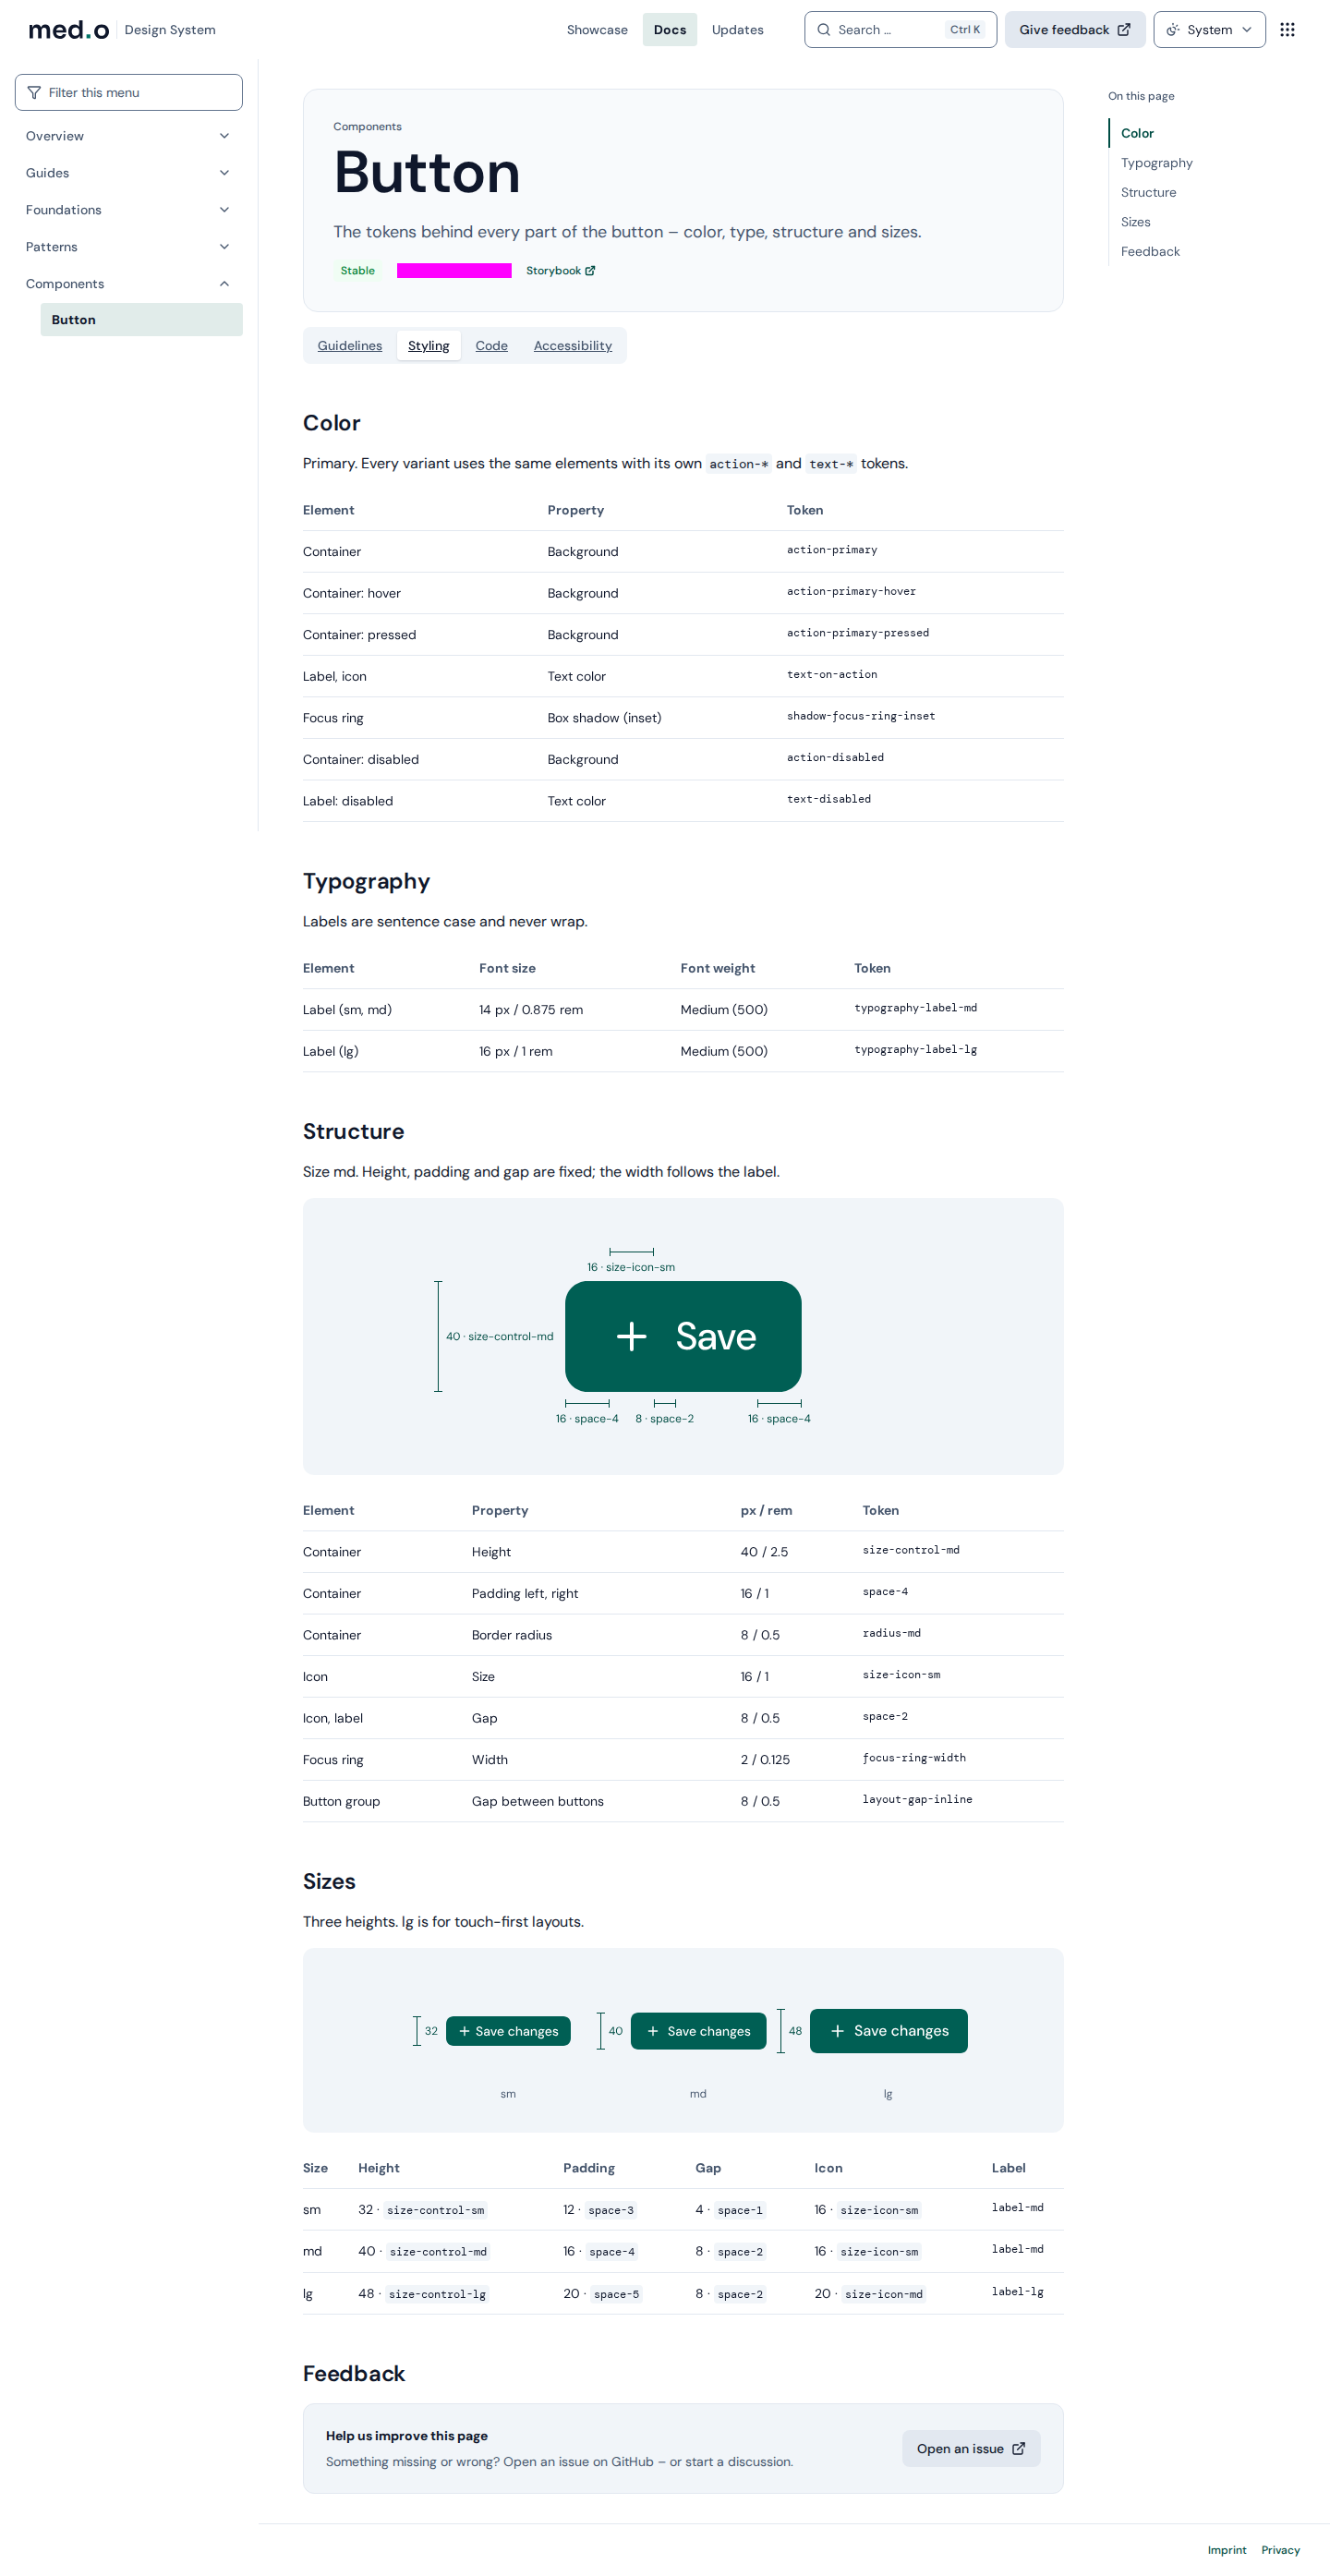 med.o Design System
Showcase Docs Updates
Search ... Ctrl K
Give feedback
System
Filter this menu
Overview
Guides
Foundations
Patterns
Components
Button
Components
Button
The tokens behind every part of the button – color, type, structure and sizes.
Stable Storybook
Guidelines Styling Code Accessibility
On this page
Color
Typography
Structure
Sizes
Feedback
Color
Primary. Every variant uses the same elements with its own action-* and text-* tokens.
Element Property Token
Container Background action-primary
Container: hover Background action-primary-hover
Container: pressed Background action-primary-pressed
Label, icon Text color text-on-action
Focus ring Box shadow (inset) shadow-focus-ring-inset
Container: disabled Background action-disabled
Label: disabled Text color text-disabled
Typography
Labels are sentence case and never wrap.
Element Font size Font weight Token
Label (sm, md) 14 px / 0.875 rem Medium (500) typography-label-md
Label (lg) 16 px / 1 rem Medium (500) typography-label-lg
Structure
Size md. Height, padding and gap are fixed; the width follows the label.
16 · size-icon-sm
40 · size-control-md
Save
16 · space-4 8 · space-2 16 · space-4
Element Property px / rem Token
Container Height 40 / 2.5 size-control-md
Container Padding left, right 16 / 1 space-4
Container Border radius 8 / 0.5 radius-md
Icon Size 16 / 1 size-icon-sm
Icon, label Gap 8 / 0.5 space-2
Focus ring Width 2 / 0.125 focus-ring-width
Button group Gap between buttons 8 / 0.5 layout-gap-inline
Sizes
Three heights. lg is for touch-first layouts.
32 Save changes 40 Save changes 48 Save changes
sm md lg
Size Height Padding Gap Icon Label
sm 32 · size-control-sm 12 · space-3 4 · space-1 16 · size-icon-sm label-md
md 40 · size-control-md 16 · space-4 8 · space-2 16 · size-icon-sm label-md
lg 48 · size-control-lg 20 · space-5 8 · space-2 20 · size-icon-md label-lg
Feedback
Help us improve this page
Something missing or wrong? Open an issue on GitHub – or start a discussion.
Open an issue
Imprint Privacy